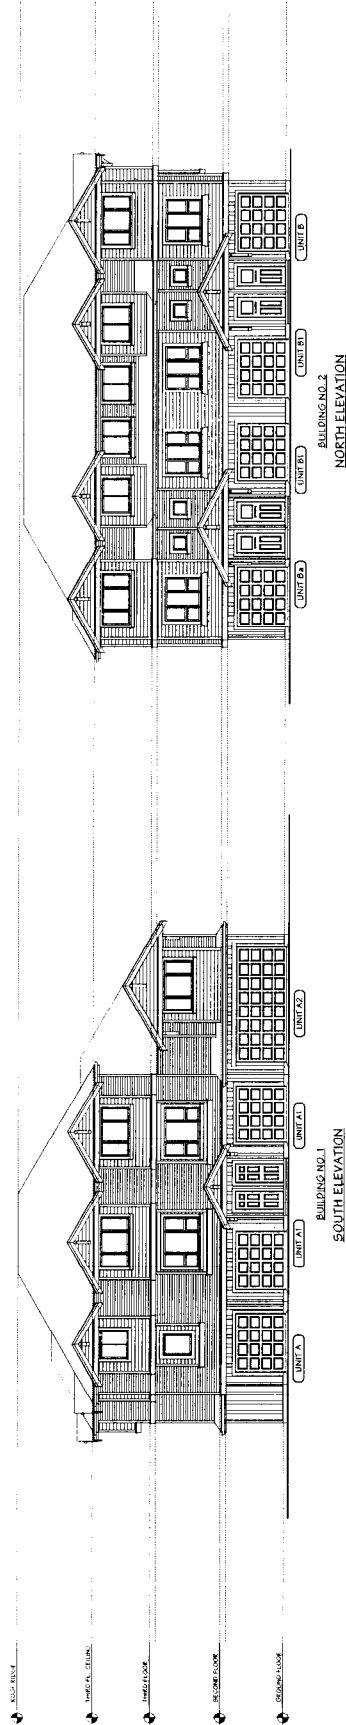 ROOF RIDGE
THIRD FL. CEILING
THIRD FLOOR
SECOND FLOOR
GROUND FLOOR
UNIT A
UNIT A1
UNIT A1
UNIT A2
BUILDING NO. 1
SOUTH ELEVATION
UNIT Ba
UNIT B1
UNIT B1
UNIT B
BUILDING NO. 2
NORTH ELEVATION